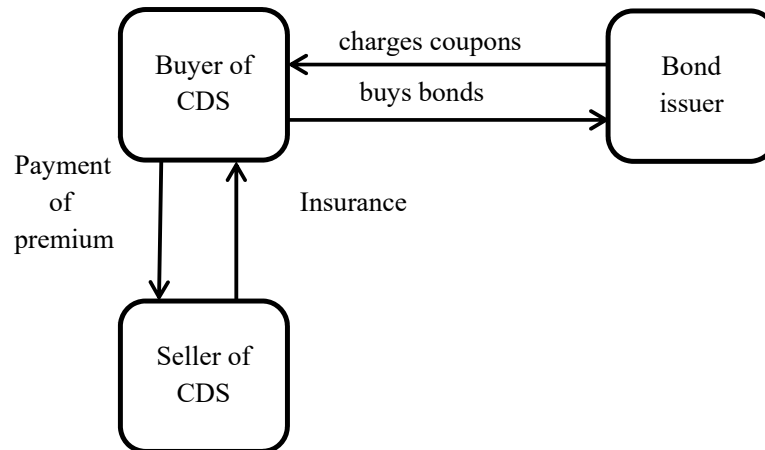 Buyer of
CDS
charges coupons
buys bonds
Bond
issuer
Payment
of
premium
Insurance
Seller of
CDS